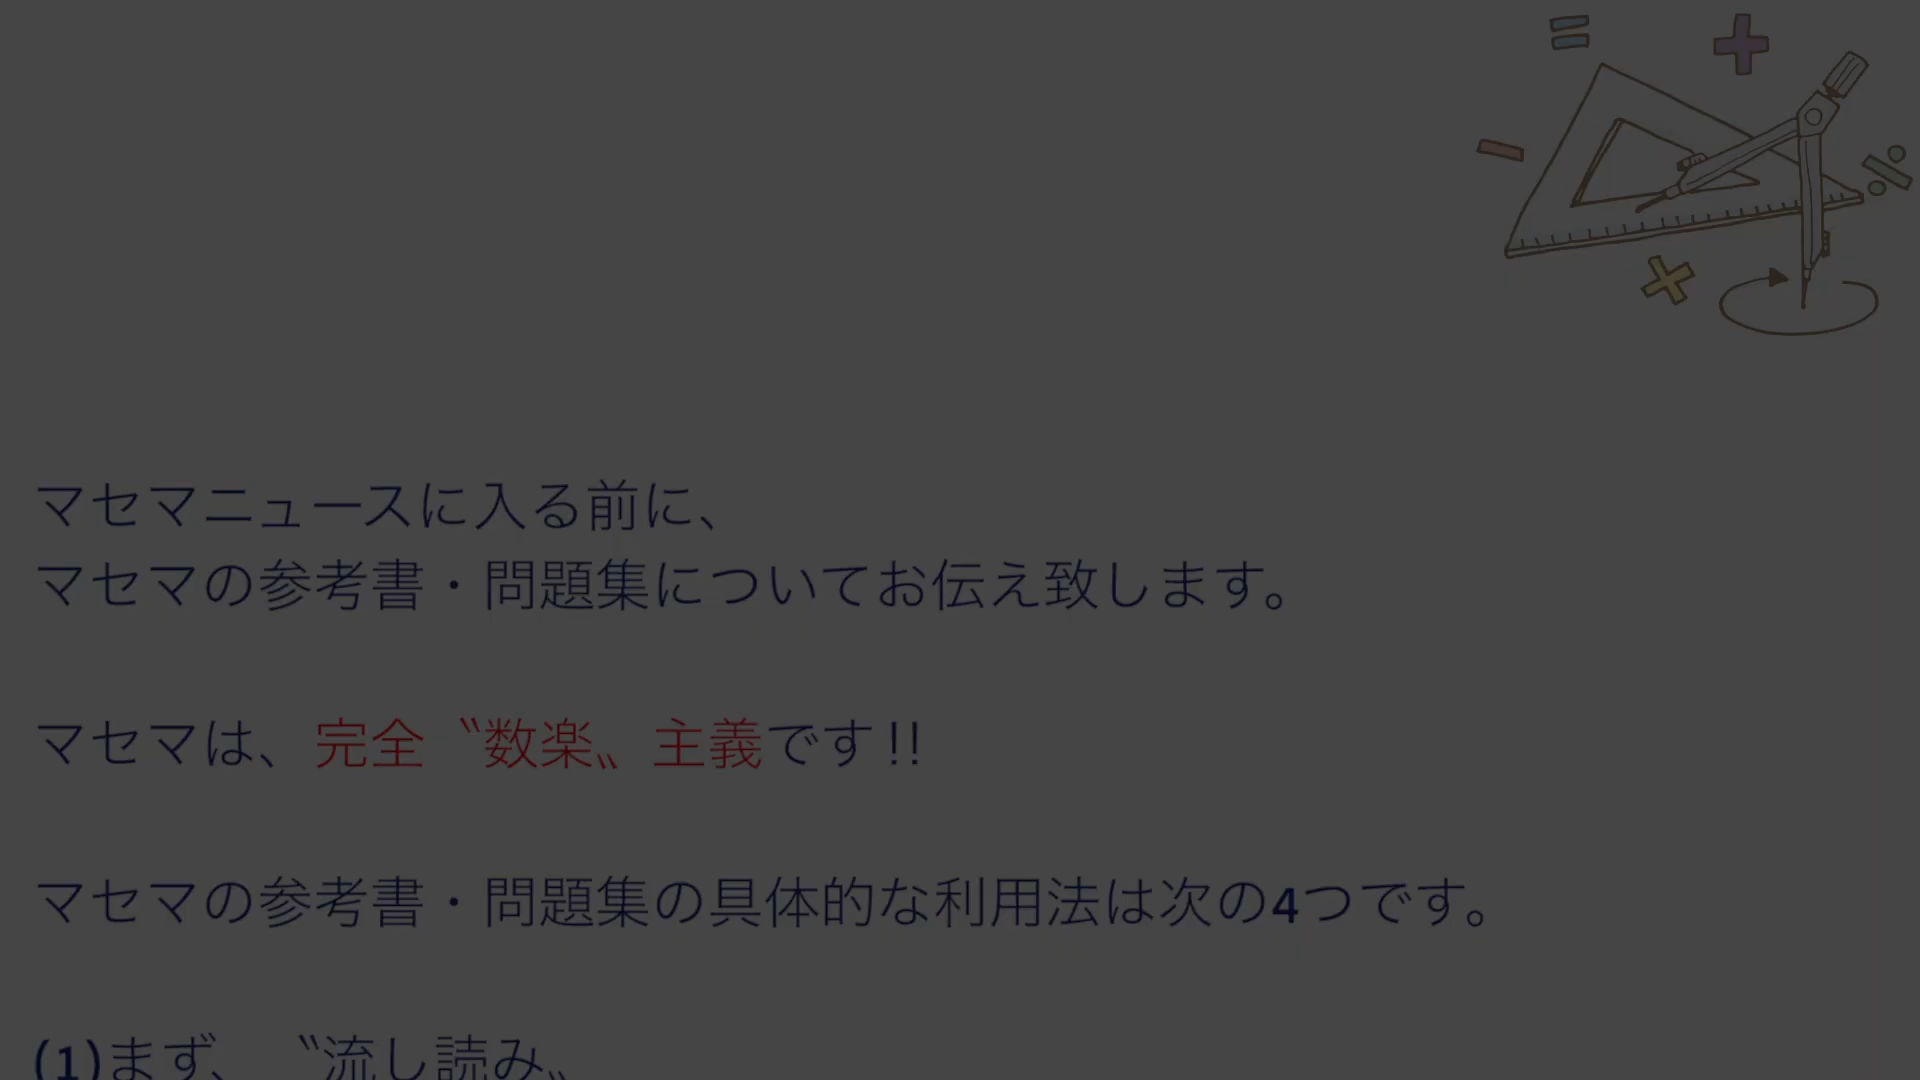 マセマニュースに入る前に、
マセマの参考書・問題集についてお伝え致します。
マセマは、完全〝数楽〟主義です!!
マセマの参考書・問題集の具体的な利用法は次の4つです。
(1)まず、〝流し読み〟